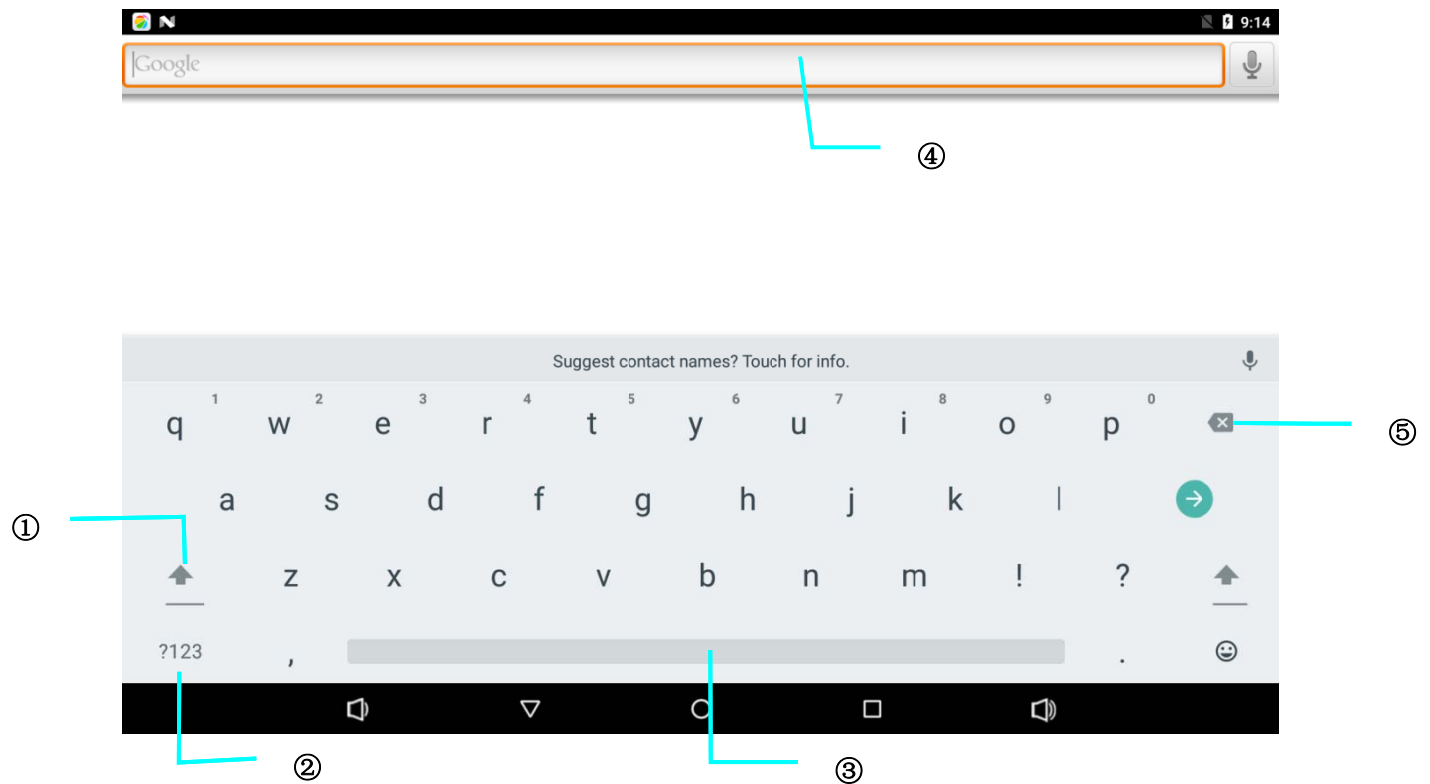 9:14
Google
④
Suggest contact names? Touch for info.
1 2 3 4 5 6 7 8 9 0
q w e r t y u i o p
⑤
a s d f g h j k l
①
z x c v b n m ! ?
?123 , .
② ③